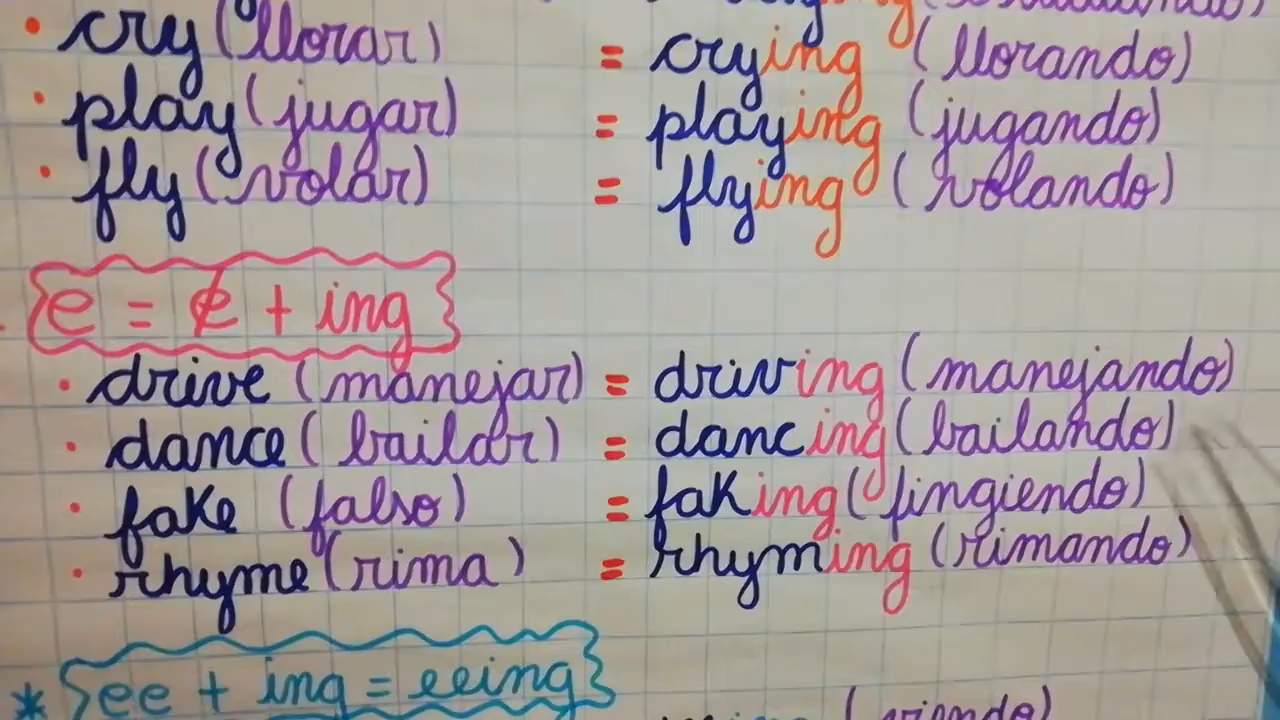 • cry (llorar) = crying (llorando)
• play (jugar) = playing (jugando)
• fly (volar) = flying (volando)
e = e + ing
• drive (manejar) = driving (manejando)
• dance (bailar) = dancing (bailando)
• fake (falso) = faking (fingiendo)
• rhyme (rima) = rhyming (rimando)
* ee + ing = eeing